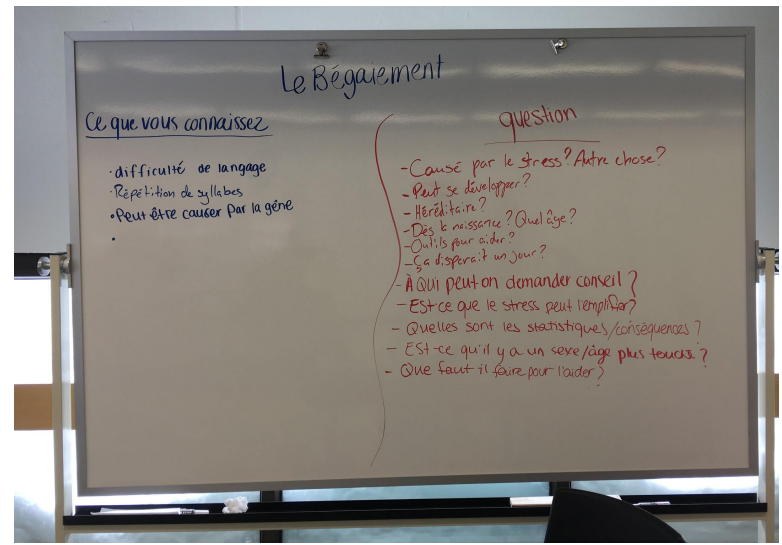 Le Bégaiement
Ce que vous connaissez
· difficulté de langage
· Répétition de syllabes
· Peut être causer par la gêne
·
question
- Causé par le stress? Autre chose?
- Peut se développer?
- Héréditaire?
- Dès la naissance? Quel âge?
- Outils pour aider?
- Ça disparait un jour?
- À Qui peut on demander conseil?
- Est ce que le stress peut l'emplifier?
- Quelles sont les statistiques/conséquences?
- Est-ce qu'il y a un sexe/âge plus touché?
- Que faut il faire pour l'aider?